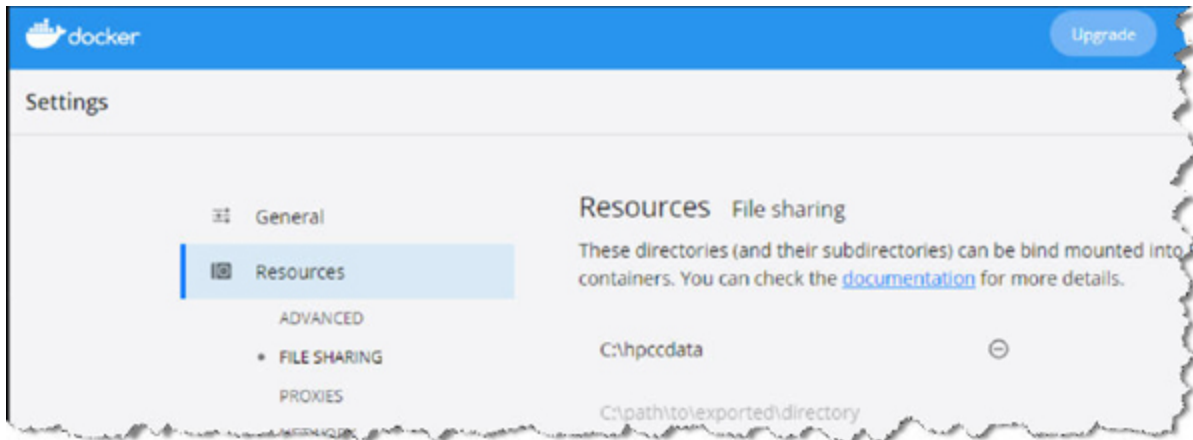 docker
Upgrade
Settings
General
Resources
ADVANCED
FILE SHARING
PROXIES
NETWORK
Resources File sharing
These directories (and their subdirectories) can be bind mounted into
containers. You can check the documentation for more details.
C:\hpccdata
C:\path\to\exported\directory